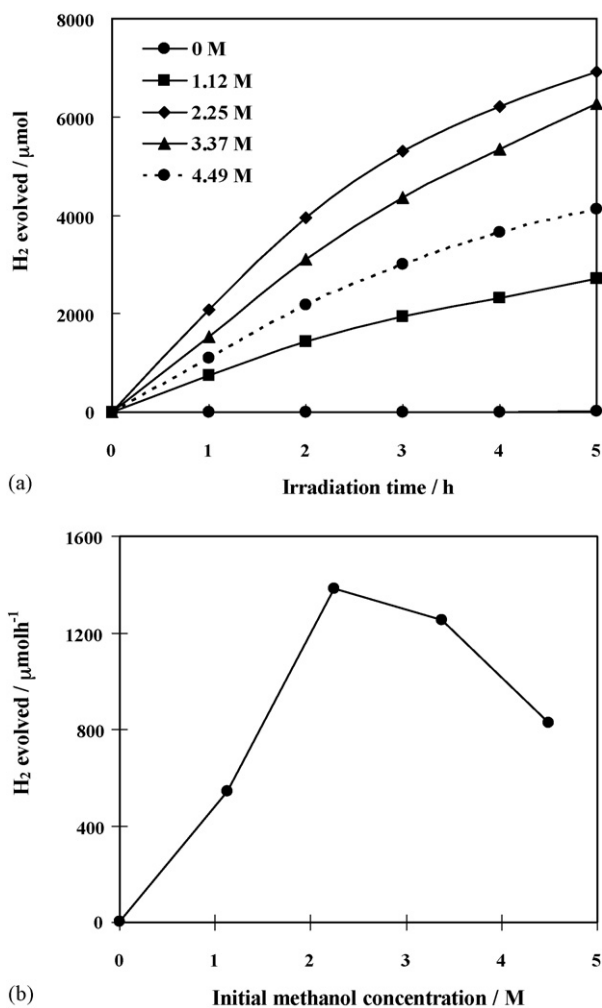 8000
6000
4000
2000
0
H₂ evolved / μmol
0 M
1.12 M
2.25 M
3.37 M
4.49 M
0 1 2 3 4 5
Irradiation time / h
(a)
1600
1200
800
400
0
H₂ evolved / μmolh⁻¹
0 1 2 3 4 5
Initial methanol concentration / M
(b)